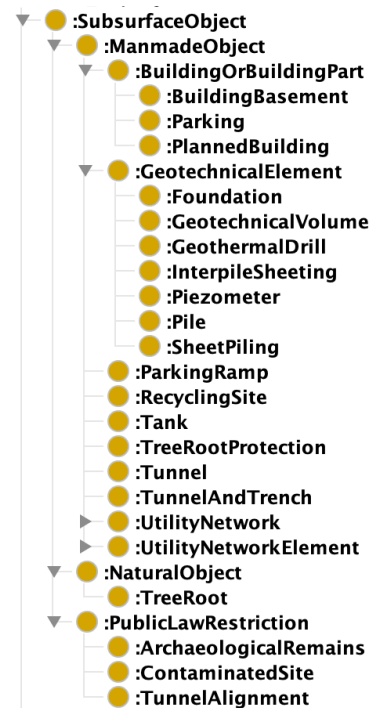 :SubsurfaceObject
:ManmadeObject
:BuildingOrBuildingPart
:BuildingBasement
:Parking
:PlannedBuilding
:GeotechnicalElement
:Foundation
:GeotechnicalVolume
:GeothermalDrill
:InterpileSheeting
:Piezometer
:Pile
:SheetPiling
:ParkingRamp
:RecyclingSite
:Tank
:TreeRootProtection
:Tunnel
:TunnelAndTrench
:UtilityNetwork
:UtilityNetworkElement
:NaturalObject
:TreeRoot
:PublicLawRestriction
:ArchaeologicalRemains
:ContaminatedSite
:TunnelAlignment